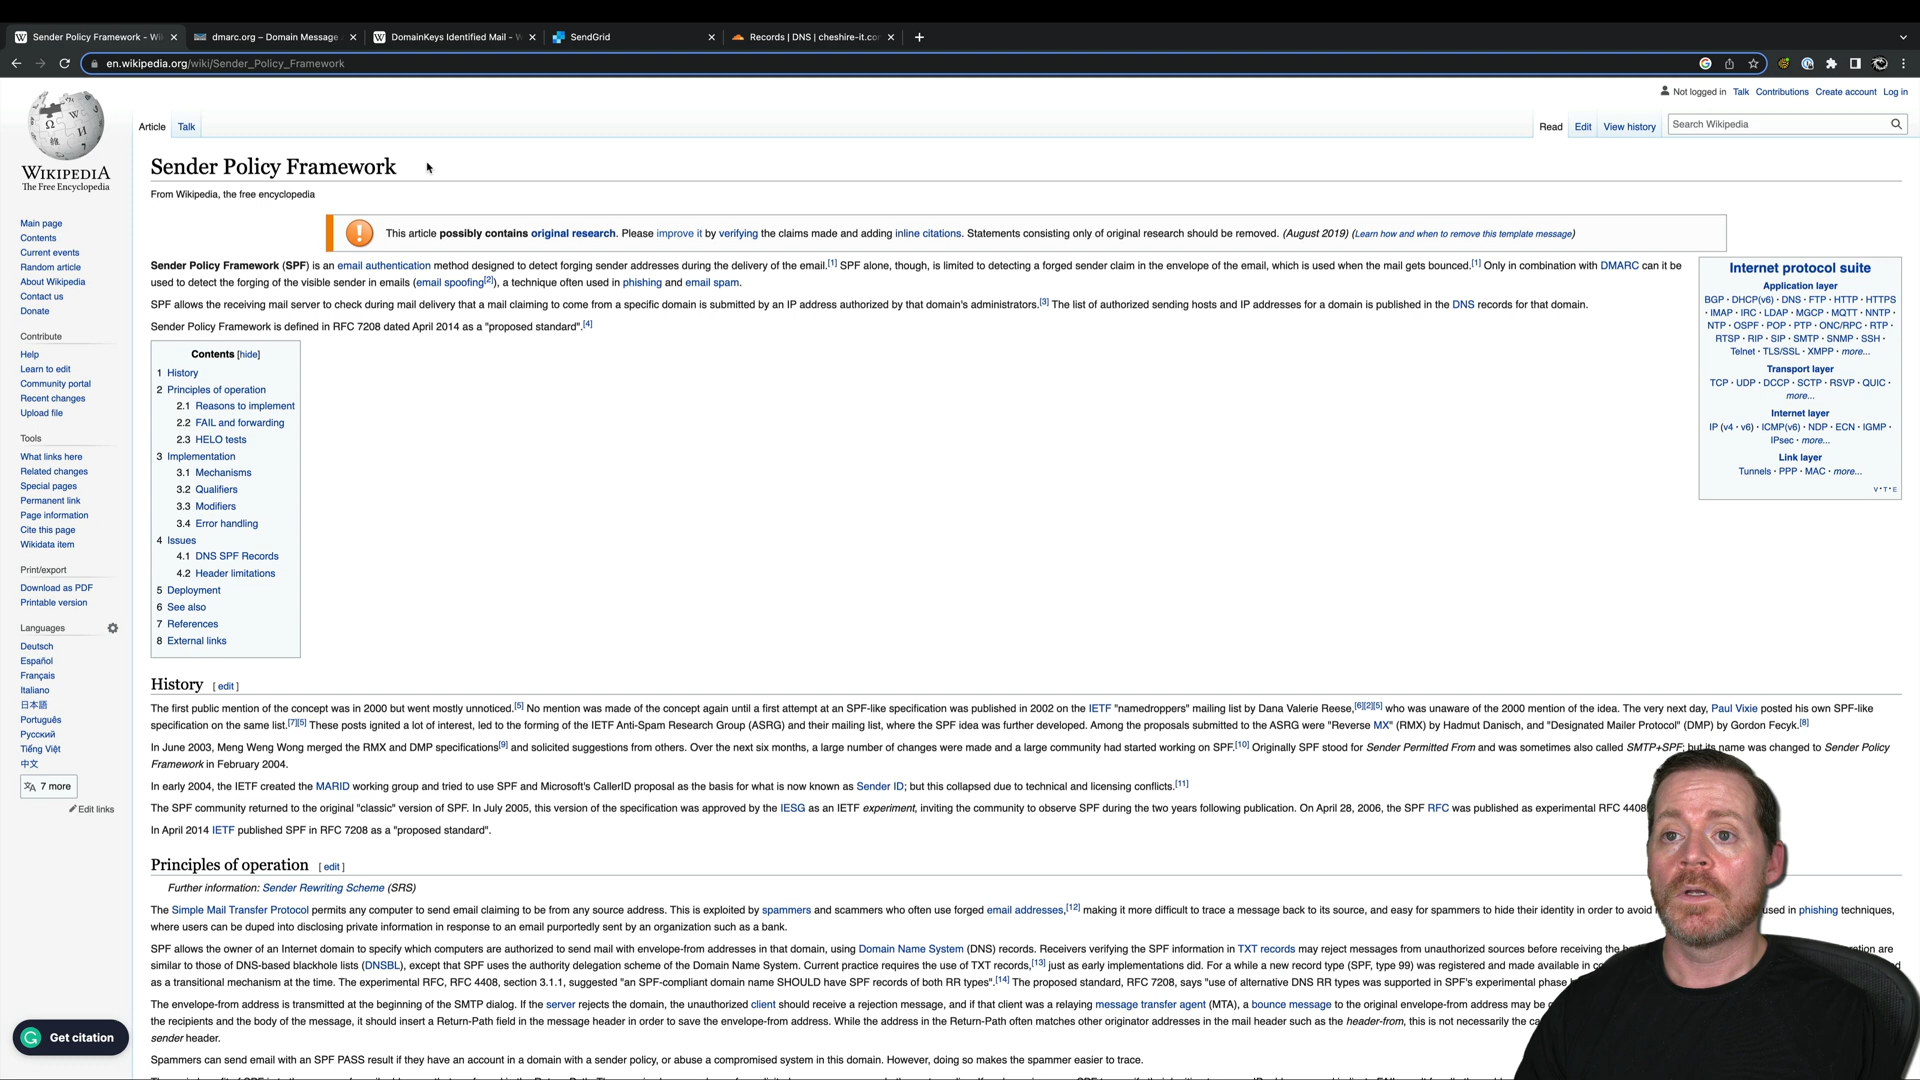 Sender Policy Framework - Wi
dmarc.org – Domain Message
DomainKeys Identified Mail - W
SendGrid
Records | DNS | cheshire-it.co
en.wikipedia.org/wiki/Sender_Policy_Framework
Not logged in Talk Contributions Create account Log in
Article Talk
Read Edit View history Search Wikipedia
WIKIPEDIA
The Free Encyclopedia
Main page
Contents
Current events
Random article
About Wikipedia
Contact us
Donate
Contribute
Help
Learn to edit
Community portal
Recent changes
Upload file
Tools
What links here
Related changes
Special pages
Permanent link
Page information
Cite this page
Wikidata item
Print/export
Download as PDF
Printable version
Languages
Deutsch
Español
Français
Italiano
日本語
Português
Русский
Tiếng Việt
中文
7 more
Edit links
Get citation
Sender Policy Framework
From Wikipedia, the free encyclopedia
This article possibly contains original research. Please improve it by verifying the claims made and adding inline citations. Statements consisting only of original research should be removed. (August 2019) (Learn how and when to remove this template message)
Sender Policy Framework (SPF) is an email authentication method designed to detect forging sender addresses during the delivery of the email.[1] SPF alone, though, is limited to detecting a forged sender claim in the envelope of the email, which is used when the mail gets bounced.[1] Only in combination with DMARC can it be
used to detect the forging of the visible sender in emails (email spoofing[2]), a technique often used in phishing and email spam.
SPF allows the receiving mail server to check during mail delivery that a mail claiming to come from a specific domain is submitted by an IP address authorized by that domain's administrators.[3] The list of authorized sending hosts and IP addresses for a domain is published in the DNS records for that domain.
Sender Policy Framework is defined in RFC 7208 dated April 2014 as a "proposed standard".[4]
Internet protocol suite
Application layer
BGP · DHCP(v6) · DNS · FTP · HTTP · HTTPS
· IMAP · IRC · LDAP · MGCP · MQTT · NNTP ·
NTP · OSPF · POP · PTP · ONC/RPC · RTP ·
RTSP · RIP · SIP · SMTP · SNMP · SSH ·
Telnet · TLS/SSL · XMPP · more...
Transport layer
TCP · UDP · DCCP · SCTP · RSVP · QUIC ·
more...
Internet layer
IP (v4 · v6) · ICMP(v6) · NDP · ECN · IGMP ·
IPsec · more...
Link layer
Tunnels · PPP · MAC · more...
V · T · E
Contents [hide]
1 History
2 Principles of operation
2.1 Reasons to implement
2.2 FAIL and forwarding
2.3 HELO tests
3 Implementation
3.1 Mechanisms
3.2 Qualifiers
3.3 Modifiers
3.4 Error handling
4 Issues
4.1 DNS SPF Records
4.2 Header limitations
5 Deployment
6 See also
7 References
8 External links
History [ edit ]
The first public mention of the concept was in 2000 but went mostly unnoticed.[5] No mention was made of the concept again until a first attempt at an SPF-like specification was published in 2002 on the IETF "namedroppers" mailing list by Dana Valerie Reese,[6][2][5] who was unaware of the 2000 mention of the idea. The very next day, Paul Vixie posted his own SPF-like
specification on the same list.[7][5] These posts ignited a lot of interest, led to the forming of the IETF Anti-Spam Research Group (ASRG) and their mailing list, where the SPF idea was further developed. Among the proposals submitted to the ASRG were "Reverse MX" (RMX) by Hadmut Danisch, and "Designated Mailer Protocol" (DMP) by Gordon Fecyk.[8]
In June 2003, Meng Weng Wong merged the RMX and DMP specifications[9] and solicited suggestions from others. Over the next six months, a large number of changes were made and a large community had started working on SPF.[10] Originally SPF stood for Sender Permitted From and was sometimes also called SMTP+SPF; but its name was changed to Sender Policy
Framework in February 2004.
In early 2004, the IETF created the MARID working group and tried to use SPF and Microsoft's CallerID proposal as the basis for what is now known as Sender ID; but this collapsed due to technical and licensing conflicts.[11]
The SPF community returned to the original "classic" version of SPF. In July 2005, this version of the specification was approved by the IESG as an IETF experiment, inviting the community to observe SPF during the two years following publication. On April 28, 2006, the SPF RFC was published as experimental RFC 4408
In April 2014 IETF published SPF in RFC 7208 as a "proposed standard".
Principles of operation [ edit ]
Further information: Sender Rewriting Scheme (SRS)
The Simple Mail Transfer Protocol permits any computer to send email claiming to be from any source address. This is exploited by spammers and scammers who often use forged email addresses,[12] making it more difficult to trace a message back to its source, and easy for spammers to hide their identity in order to avoid used in phishing techniques,
where users can be duped into disclosing private information in response to an email purportedly sent by an organization such as a bank.
SPF allows the owner of an Internet domain to specify which computers are authorized to send mail with envelope-from addresses in that domain, using Domain Name System (DNS) records. Receivers verifying the SPF information in TXT records may reject messages from unauthorized sources before receiving the are
similar to those of DNS-based blackhole lists (DNSBL), except that SPF uses the authority delegation scheme of the Domain Name System. Current practice requires the use of TXT records,[13] just as early implementations did. For a while a new record type (SPF, type 99) was registered and made available in
as a transitional mechanism at the time. The experimental RFC, RFC 4408, section 3.1.1, suggested "an SPF-compliant domain name SHOULD have SPF records of both RR types".[14] The proposed standard, RFC 7208, says "use of alternative DNS RR types was supported in SPF's experimental phase
The envelope-from address is transmitted at the beginning of the SMTP dialog. If the server rejects the domain, the unauthorized client should receive a rejection message, and if that client was a relaying message transfer agent (MTA), a bounce message to the original envelope-from address may be
the recipients and the body of the message, it should insert a Return-Path field in the message header in order to save the envelope-from address. While the address in the Return-Path often matches other originator addresses in the mail header such as the header-from, this is not necessarily the
sender header.
Spammers can send email with an SPF PASS result if they have an account in a domain with a sender policy, or abuse a compromised system in this domain. However, doing so makes the spammer easier to trace.